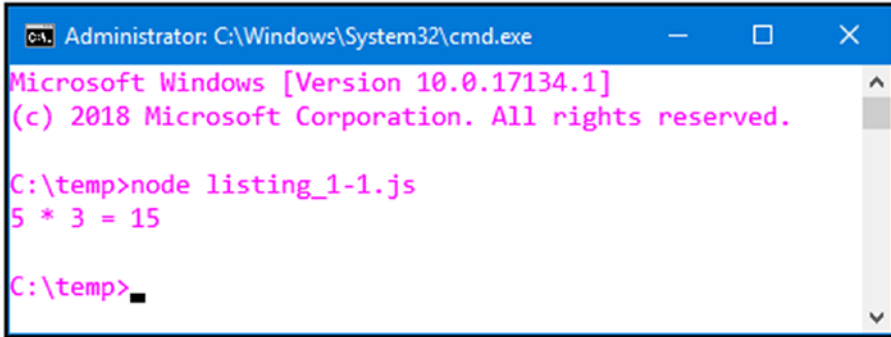 Administrator: C:\Windows\System32\cmd.exe
Microsoft Windows [Version 10.0.17134.1]
(c) 2018 Microsoft Corporation. All rights reserved.
C:\temp>node listing_1-1.js
5 * 3 = 15
C:\temp>